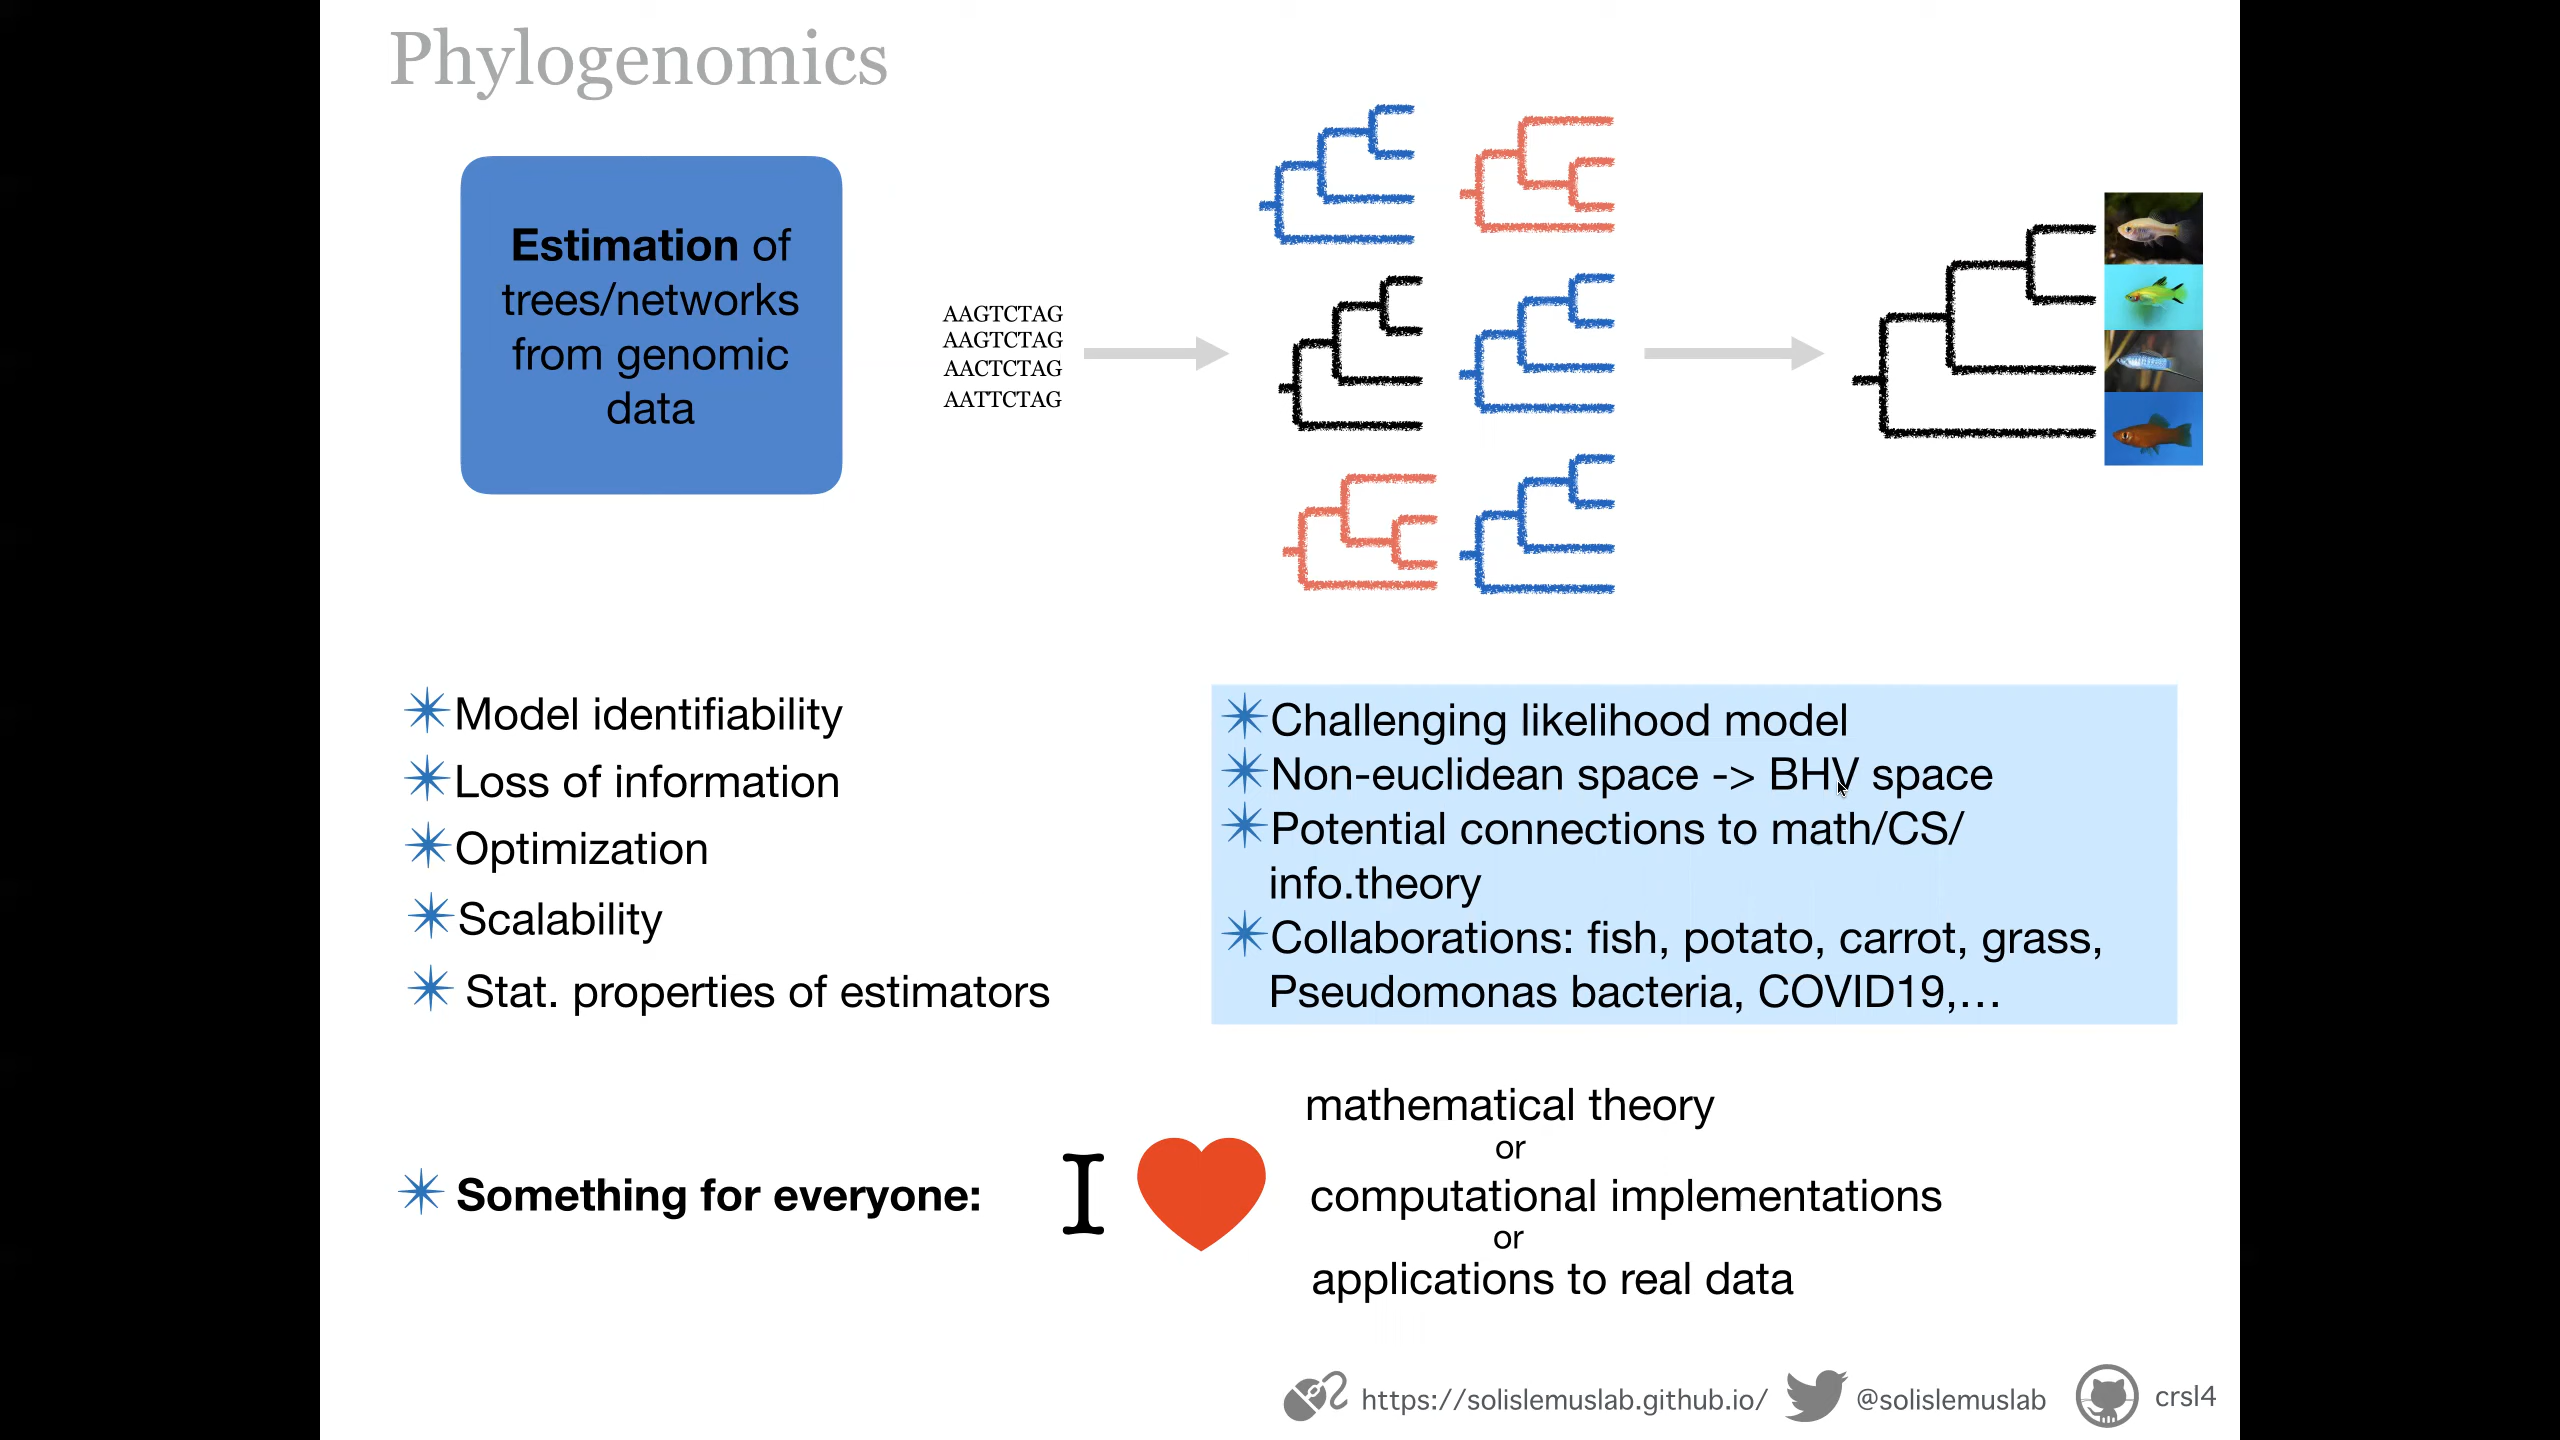 Phylogenomics
Estimation of
trees/networks
from genomic
data
AAGTCTAG
AAGTCTAG
AACTCTAG
AATTCTAG
Model identifiability
Loss of information
Optimization
Scalability
Stat. properties of estimators
Challenging likelihood model
Non-euclidean space -> BHV space
Potential connections to math/CS/
info.theory
Collaborations: fish, potato, carrot, grass,
Pseudomonas bacteria, COVID19,…
Something for everyone:
I
mathematical theory
or
computational implementations
or
applications to real data
https://solislemuslab.github.io/
@solislemuslab
crsl4